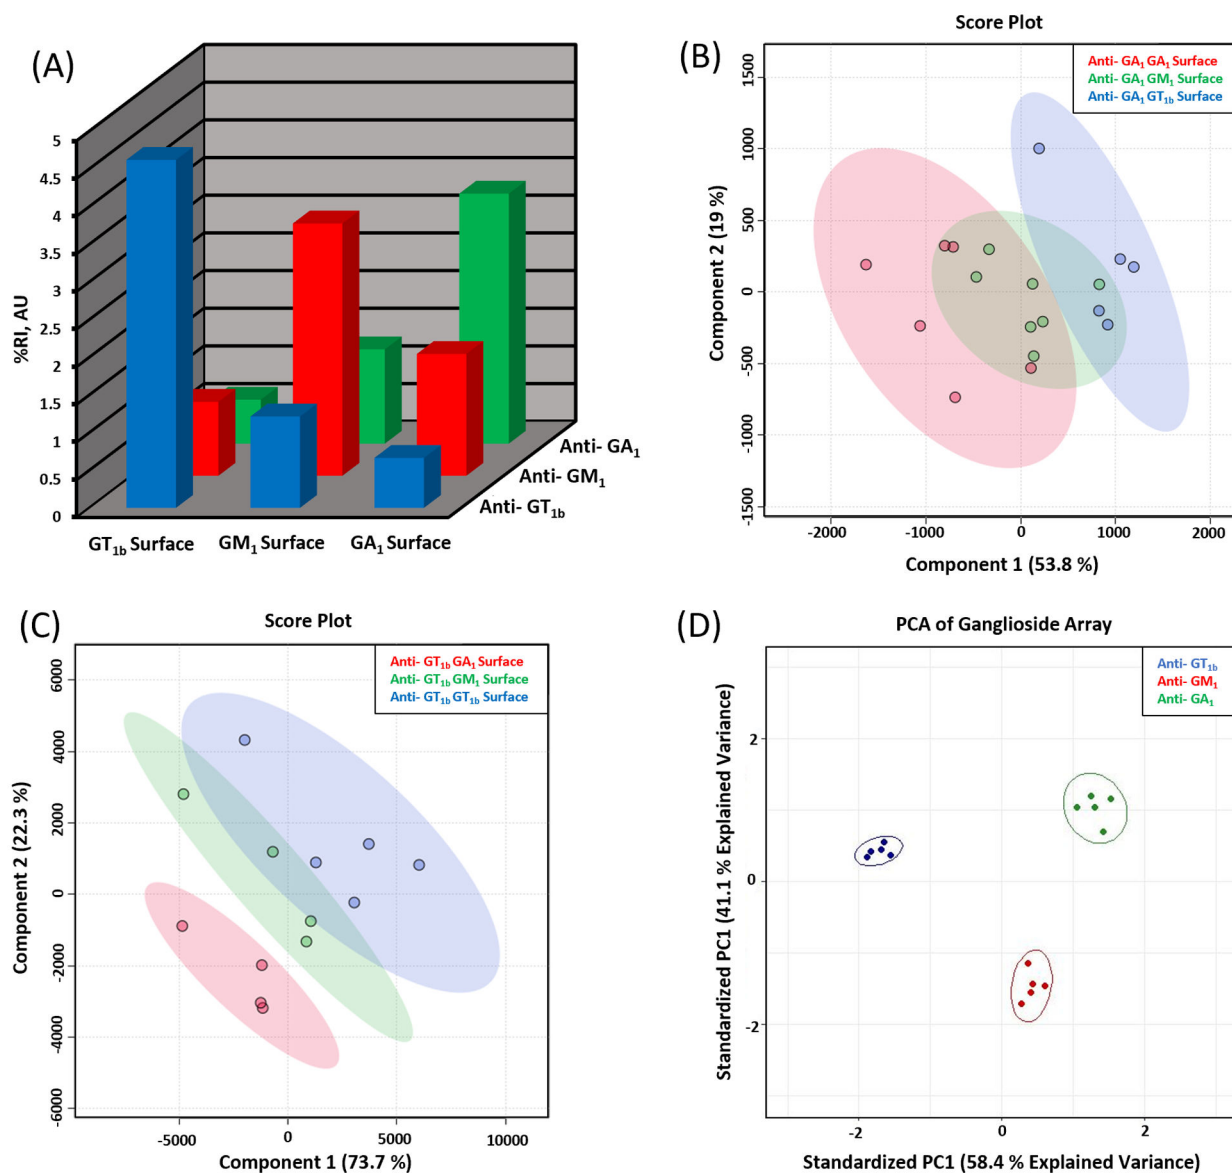 (A)
5
4.5
4
3.5
3
2.5
2
1.5
1
0.5
0
%RI, AU
GT1b Surface
GM1 Surface
GA1 Surface
Anti- GA1
Anti- GM1
Anti- GT1b
(B)
Score Plot
Anti- GA1 GA1 Surface
Anti- GA1 GM1 Surface
Anti- GA1 GT1b Surface
Component 2 (19 %)
1500
1000
500
0
-500
-1000
-1500
-2000
-1000
0
1000
2000
Component 1 (53.8 %)
(C)
Score Plot
Anti- GT1b GA1 Surface
Anti- GT1b GM1 Surface
Anti- GT1b GT1b Surface
Component 2 (22.3 %)
6000
4000
2000
0
-2000
-4000
-6000
-5000
0
5000
10000
Component 1 (73.7 %)
(D)
PCA of Ganglioside Array
Anti- GT1b
Anti- GM1
Anti- GA1
Standardized PC1 (41.1 % Explained Variance)
2
0
-2
-2
0
2
Standardized PC1 (58.4 % Explained Variance)